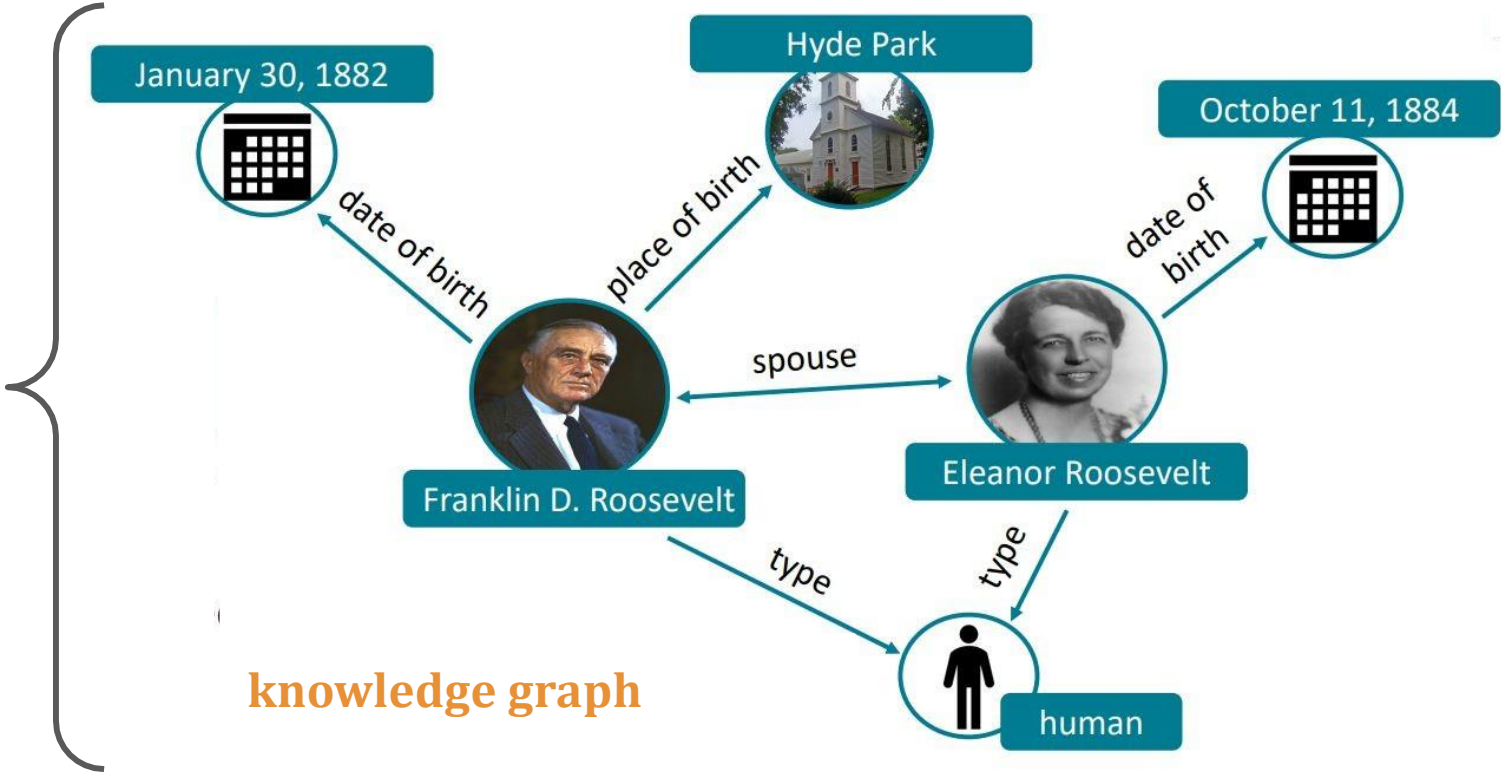 January 30, 1882
Hyde Park
October 11, 1884
date of birth
place of birth
date of
birth
spouse
Franklin D. Roosevelt
Eleanor Roosevelt
type
type
knowledge graph
human